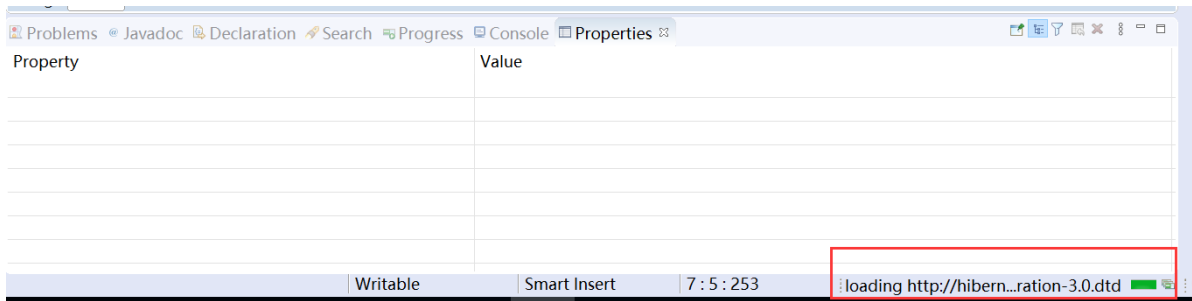 Problems @ Javadoc Declaration Search Progress Console Properties
Property Value
Writable Smart Insert 7 : 5 : 253 loading http://hibern...ration-3.0.dtd